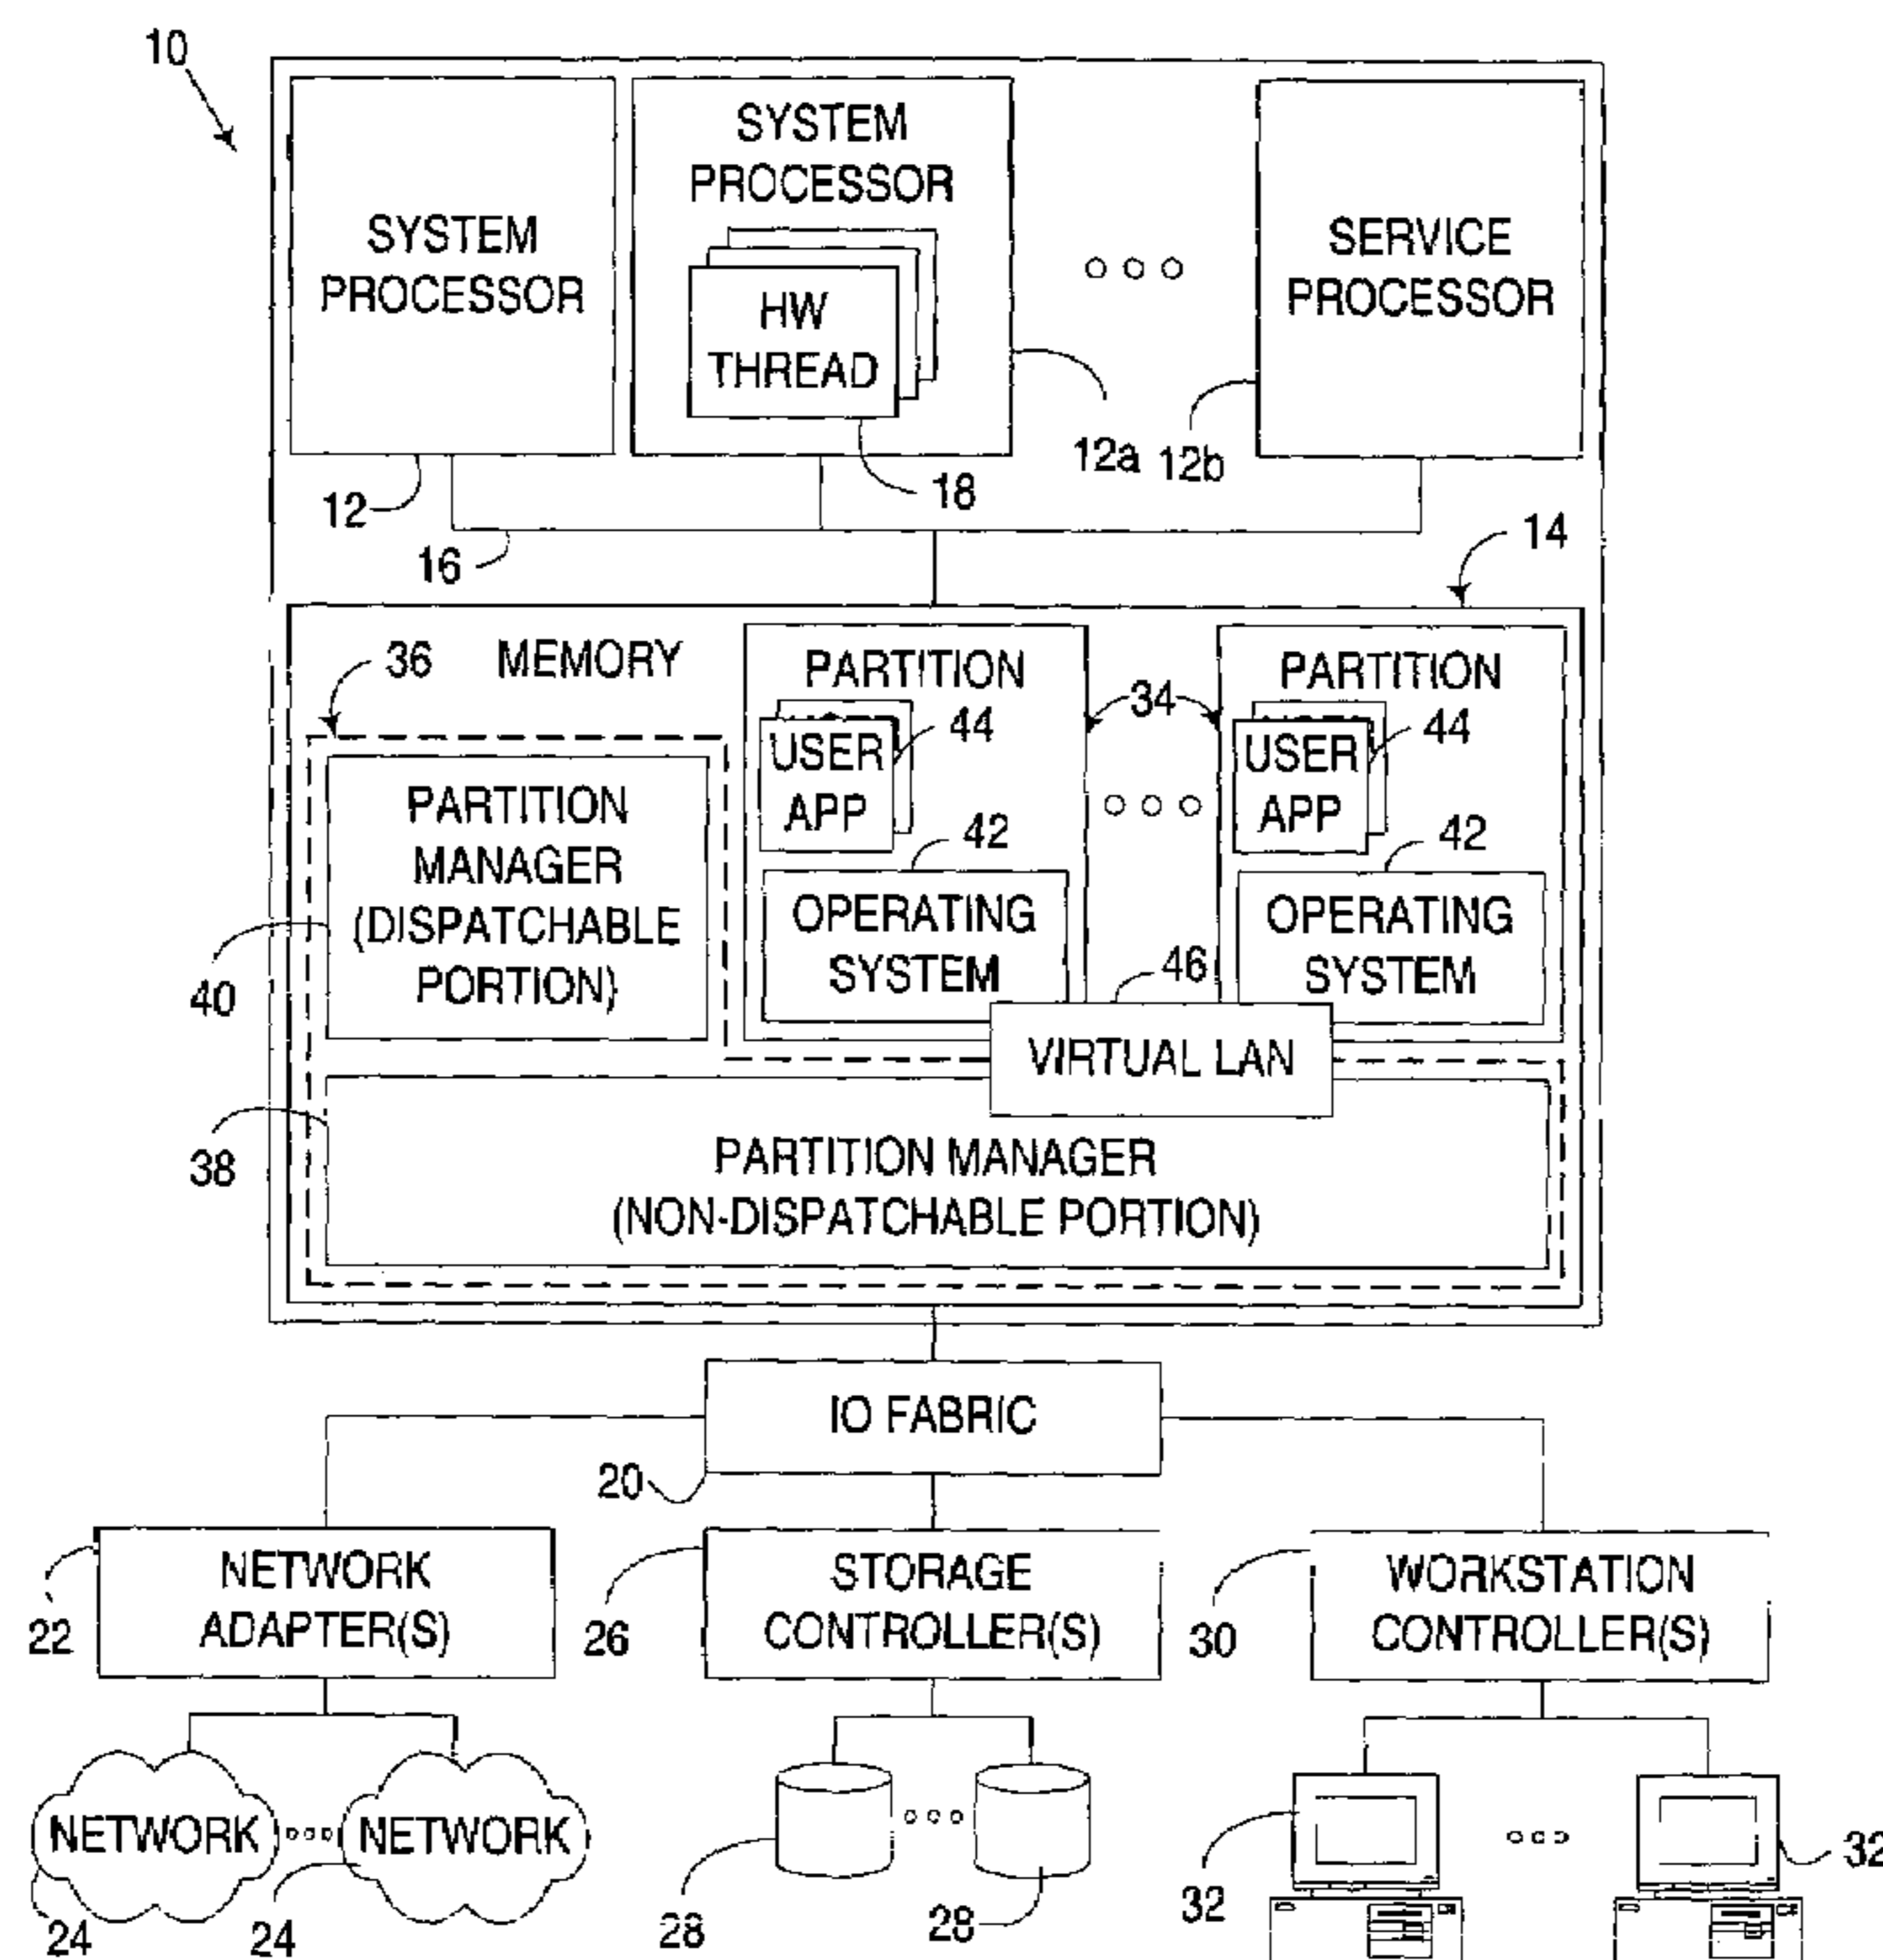 10
SYSTEM
PROCESSOR
SYSTEM
PROCESSOR
HW
THREAD
SERVICE
PROCESSOR
12
18
12a
12b
16
14
36
MEMORY
PARTITION
34
PARTITION
44
44
USER
APP
USER
APP
PARTITION
MANAGER
(DISPATCHABLE
PORTION)
42
42
OPERATING
SYSTEM
OPERATING
SYSTEM
40
46
VIRTUAL LAN
38
PARTITION MANAGER
(NON-DISPATCHABLE PORTION)
IO FABRIC
20
NETWORK
ADAPTER(S)
STORAGE
CONTROLLER(S)
WORKSTATION
CONTROLLER(S)
22
26
30
NETWORK
NETWORK
24
24
28
28
32
32